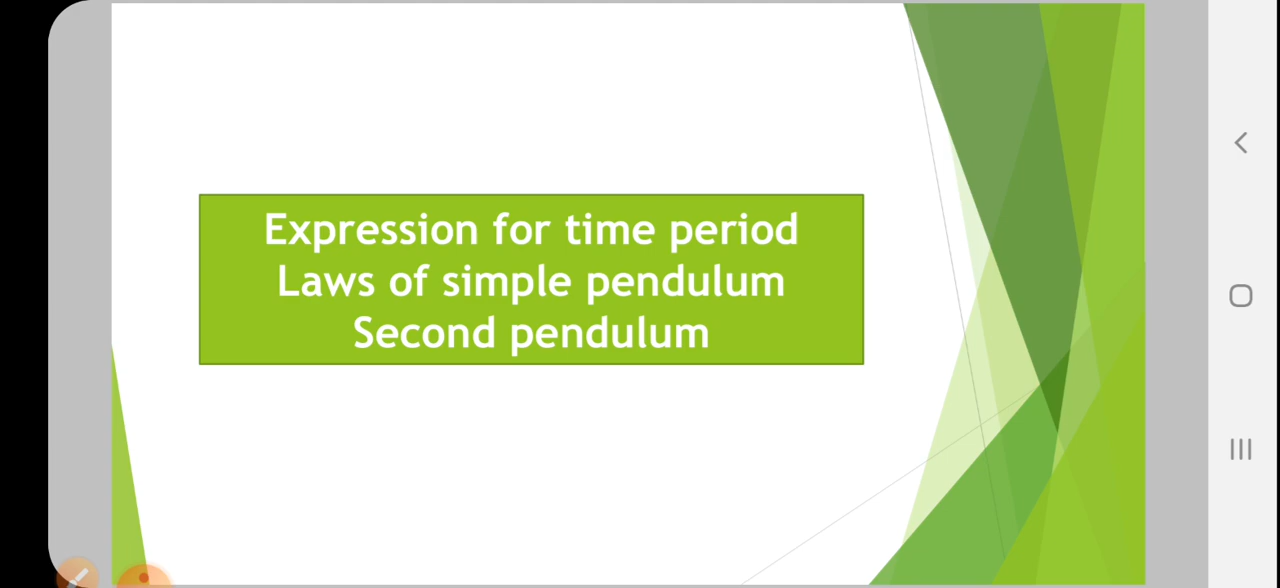 Expression for time period
Laws of simple pendulum
Second pendulum